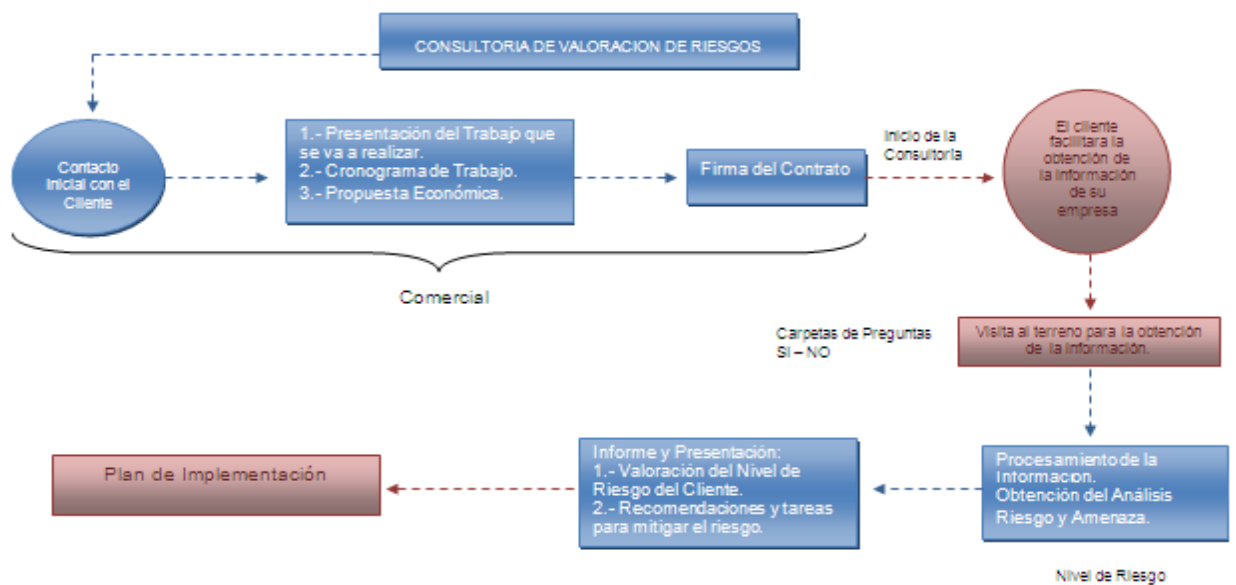 CONSULTORIA DE VALORACION DE RIESGOS
Contacto
Inicial con el
Cliente
1.- Presentación del Trabajo que
se va a realizar.
2.- Cronograma de Trabajo.
3.- Propuesta Económica.
Firma del Contrato
Inicio de la
Consultoría
El cliente
facilitara la
obtención de
la información
de su
empresa
Comercial
Carpetas de Preguntas
SI – NO
Visita al terreno para la obtención
de la información.
Procesamiento de la
Informacion.
Obtención del Análisis
Riesgo y Amenaza.
Nivel de Riesgo
Informe y Presentación:
1.- Valoración del Nivel de
Riesgo del Cliente.
2.- Recomendaciones y tareas
para mitigar el riesgo.
Plan de Implementación